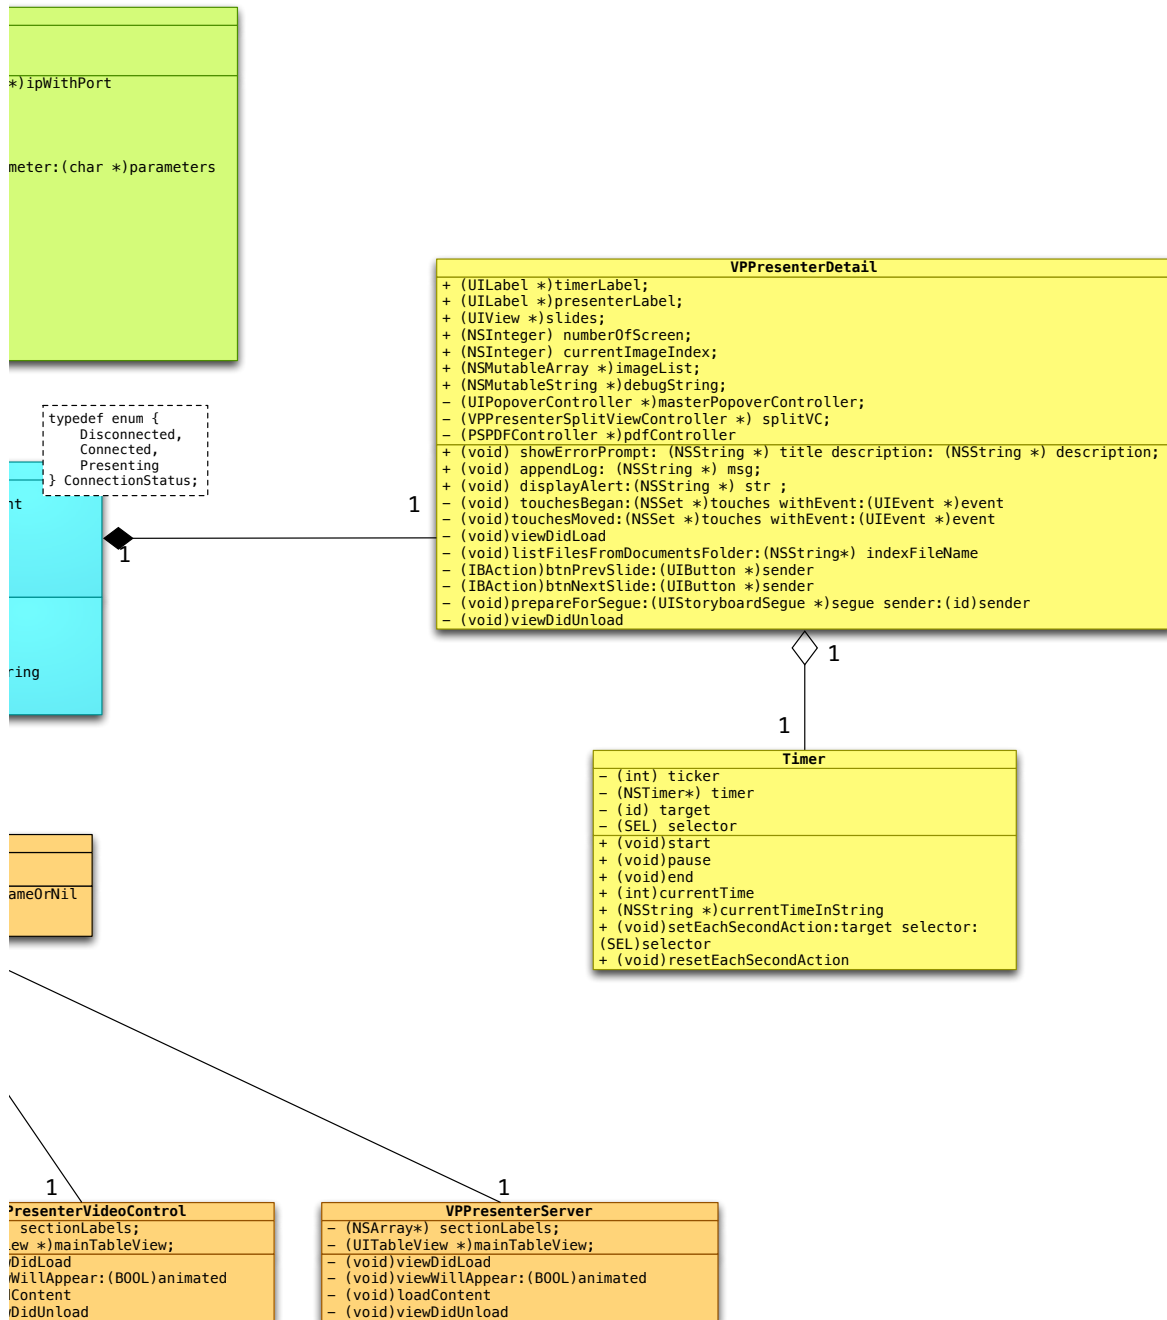 *)ipWithPort
meter:(char *)parameters
typedef enum {
Disconnected,
Connected,
Presenting
} ConnectionStatus;
nt
ring
1
1
VPPresenterDetail
+ (UILabel *)timerLabel;
+ (UILabel *)presenterLabel;
+ (UIView *)slides;
+ (NSInteger) numberOfScreen;
+ (NSInteger) currentImageIndex;
+ (NSMutableArray *)imageList;
+ (NSMutableString *)debugString;
− (UIPopoverController *)masterPopoverController;
− (VPPresenterSplitViewController *) splitVC;
− (PSPDFController *)pdfController
+ (void) showErrorPrompt: (NSString *) title description: (NSString *) description;
+ (void) appendLog: (NSString *) msg;
+ (void) displayAlert:(NSString *) str ;
− (void) touchesBegan:(NSSet *)touches withEvent:(UIEvent *)event
− (void)touchesMoved:(NSSet *)touches withEvent:(UIEvent *)event
− (void)viewDidLoad
− (void)listFilesFromDocumentsFolder:(NSString*) indexFileName
− (IBAction)btnPrevSlide:(UIButton *)sender
− (IBAction)btnNextSlide:(UIButton *)sender
− (void)prepareForSegue:(UIStoryboardSegue *)segue sender:(id)sender
− (void)viewDidUnload
1
1
Timer
− (int) ticker
− (NSTimer*) timer
− (id) target
− (SEL) selector
+ (void)start
+ (void)pause
+ (void)end
+ (int)currentTime
+ (NSString *)currentTimeInString
+ (void)setEachSecondAction:target selector:
(SEL)selector
+ (void)resetEachSecondAction
ameOrNil
1
PresenterVideoControl
sectionLabels;
ew *)mainTableView;
DidLoad
WillAppear:(BOOL)animated
Content
DidUnload
1
VPPresenterServer
− (NSArray*) sectionLabels;
− (UITableView *)mainTableView;
− (void)viewDidLoad
− (void)viewWillAppear:(BOOL)animated
− (void)loadContent
− (void)viewDidUnload